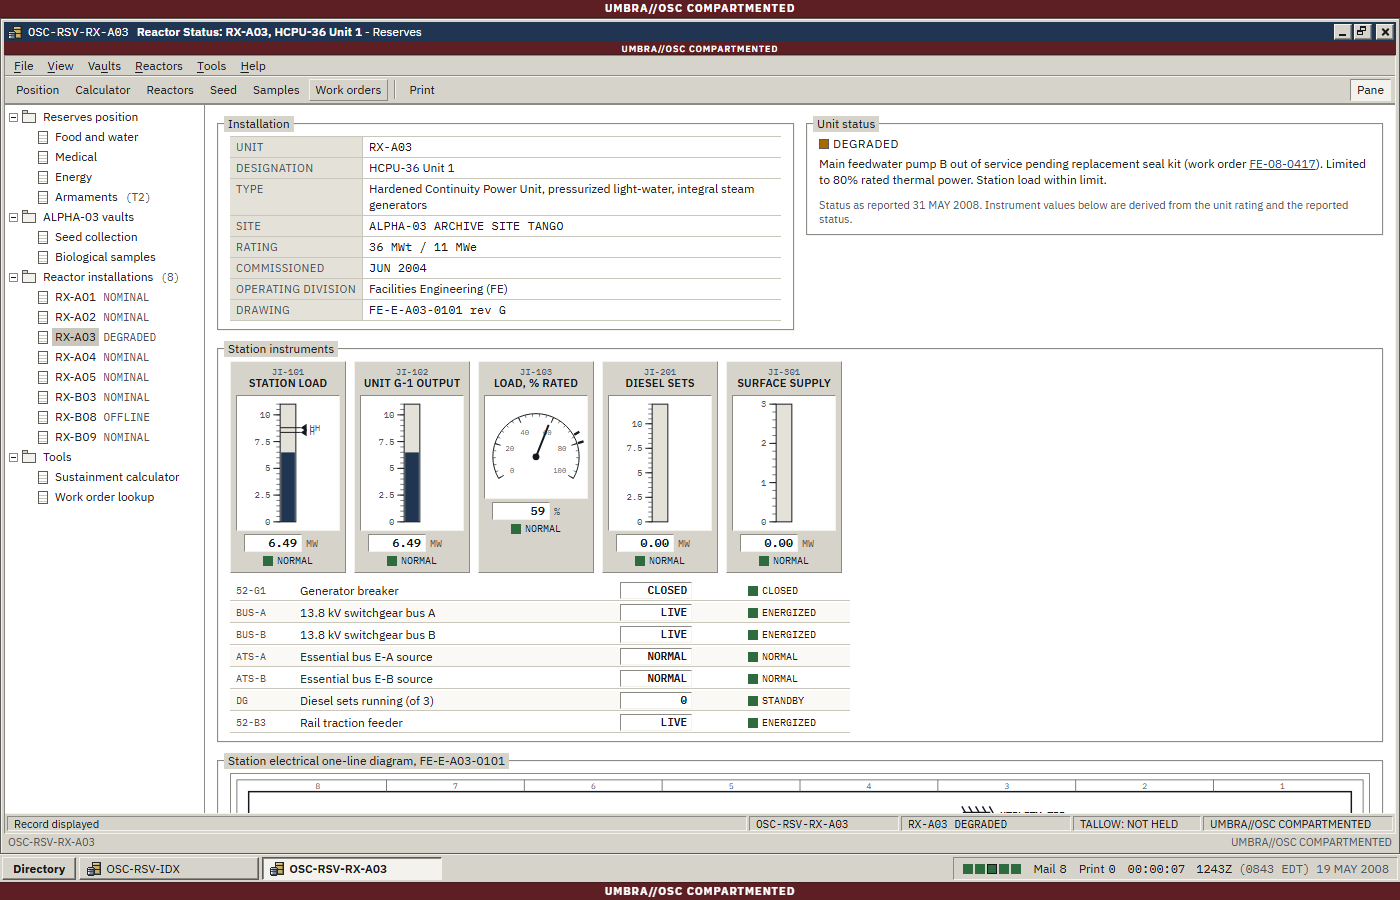 UMBRA//OSC COMPARTMENTED
OSC-RSV-RX-A03 Reactor Status: RX-A03, HCPU-36 Unit 1 - Reserves
UMBRA//OSC COMPARTMENTED
File View Vaults Reactors Tools Help
Position Calculator Reactors Seed Samples Work orders Print Pane
Reserves position
Food and water
Medical
Energy
Armaments (T2)
ALPHA-03 vaults
Seed collection
Biological samples
Reactor installations (8)
RX-A01 NOMINAL
RX-A02 NOMINAL
RX-A03 DEGRADED
RX-A04 NOMINAL
RX-A05 NOMINAL
RX-B03 NOMINAL
RX-B08 OFFLINE
RX-B09 NOMINAL
Tools
Sustainment calculator
Work order lookup
Installation
UNIT RX-A03
DESIGNATION HCPU-36 Unit 1
TYPE Hardened Continuity Power Unit, pressurized light-water, integral steam
generators
SITE ALPHA-03 ARCHIVE SITE TANGO
RATING 36 MWt / 11 MWe
COMMISSIONED JUN 2004
OPERATING DIVISION Facilities Engineering (FE)
DRAWING FE-E-A03-0101 rev G
Unit status
DEGRADED
Main feedwater pump B out of service pending replacement seal kit (work order FE-08-0417). Limited
to 80% rated thermal power. Station load within limit.
Status as reported 31 MAY 2008. Instrument values below are derived from the unit rating and the reported
status.
Station instruments
JI-101
STATION LOAD
10
7.5
5
2.5
0
HH
H
6.49 MW
NORMAL
JI-102
UNIT G-1 OUTPUT
10
7.5
5
2.5
0
6.49 MW
NORMAL
JI-103
LOAD, % RATED
0 20 40 60 80 100
59 %
NORMAL
JI-201
DIESEL SETS
10
7.5
5
2.5
0
0.00 MW
NORMAL
JI-301
SURFACE SUPPLY
3
2
1
0
0.00 MW
NORMAL
52-G1 Generator breaker CLOSED CLOSED
BUS-A 13.8 kV switchgear bus A LIVE ENERGIZED
BUS-B 13.8 kV switchgear bus B LIVE ENERGIZED
ATS-A Essential bus E-A source NORMAL NORMAL
ATS-B Essential bus E-B source NORMAL NORMAL
DG Diesel sets running (of 3) 0 STANDBY
52-B3 Rail traction feeder LIVE ENERGIZED
Station electrical one-line diagram, FE-E-A03-0101
8 7 6 5 4 3 2 1
Record displayed OSC-RSV-RX-A03 RX-A03 DEGRADED TALLOW: NOT HELD UMBRA//OSC COMPARTMENTED
OSC-RSV-RX-A03 UMBRA//OSC COMPARTMENTED
Directory OSC-RSV-IDX OSC-RSV-RX-A03 Mail 8 Print 0 00:00:07 1243Z (0843 EDT) 19 MAY 2008
UMBRA//OSC COMPARTMENTED